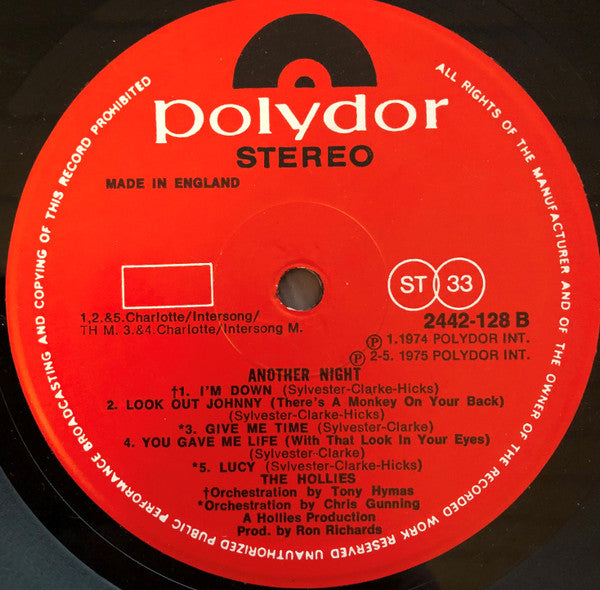 polydor
STEREO
MADE IN ENGLAND
ST 33
1,2.&5.Charlotte/Intersong/
TH M. 3.&4.Charlotte/Intersong M.
2442-128 B
Ⓟ 1.1974 POLYDOR INT.
Ⓟ 2-5. 1975 POLYDOR INT.
ANOTHER NIGHT
†1. I'M DOWN (Sylvester-Clarke-Hicks)
2. LOOK OUT JOHNNY (There's A Monkey On Your Back)
(Sylvester-Clarke-Hicks)
*3. GIVE ME TIME (Sylvester-Clarke)
4. YOU GAVE ME LIFE (With That Look In Your Eyes)
(Sylvester-Clarke)
*5. LUCY (Sylvester-Clarke-Hicks)
THE HOLLIES
†Orchestration by Tony Hymas
*Orchestration by Chris Gunning
A Hollies Production
Prod. by Ron Richards
ALL RIGHTS OF THE MANUFACTURER AND OF THE OWNER OF THE RECORDED WORK RESERVED UNAUTHORIZED PUBLIC PERFORMANCE BROADCASTING AND COPYING OF THIS RECORD PROHIBITED